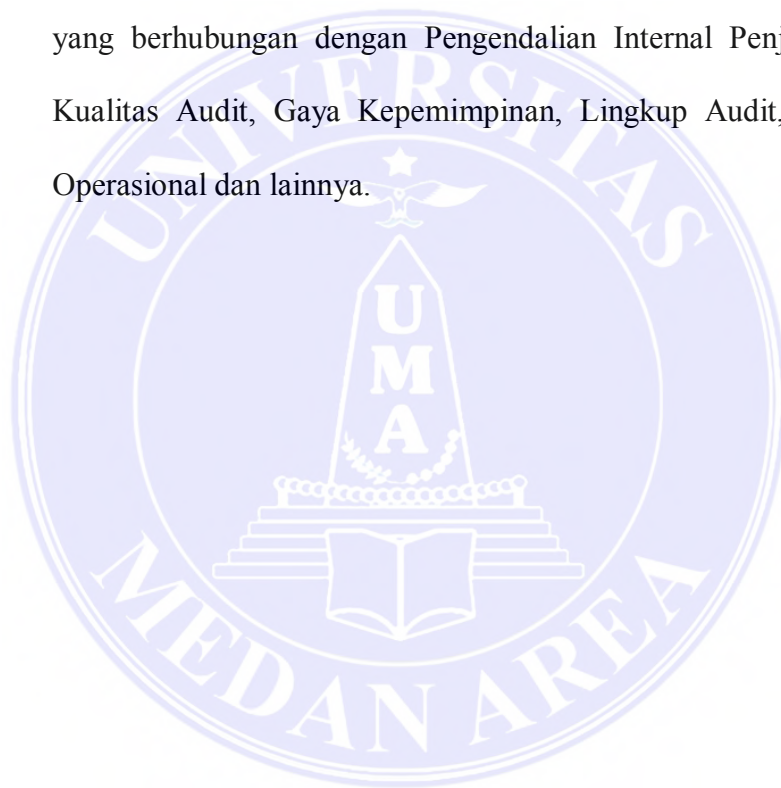 yang berhubungan dengan Pengendalian Internal
Kualitas Audit, Gaya Kepemimpinan, Lingkup Audit,
Operasional dan lainnya.
UNIVERSITAS
UMA
MEDAN AREA